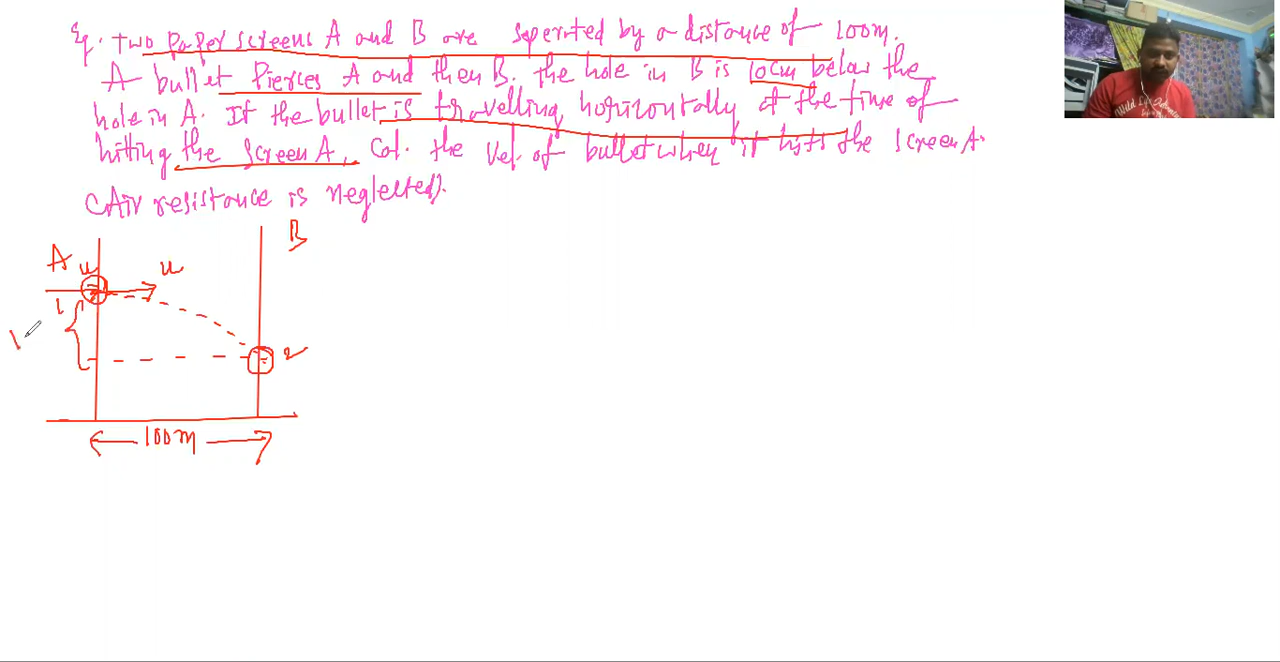 Eg. Two Paper screens A and B are seperated by a distance of 100m.
A bullet Pierces A and then B. The hole in B is 10cm below the
hole in A. If the bullet is travelling horizontally at the time of
hitting the screen A, Cal. the Vel. of bullet when it hits the screen A.
(Air resistance is neglected).
B
A u u
100m